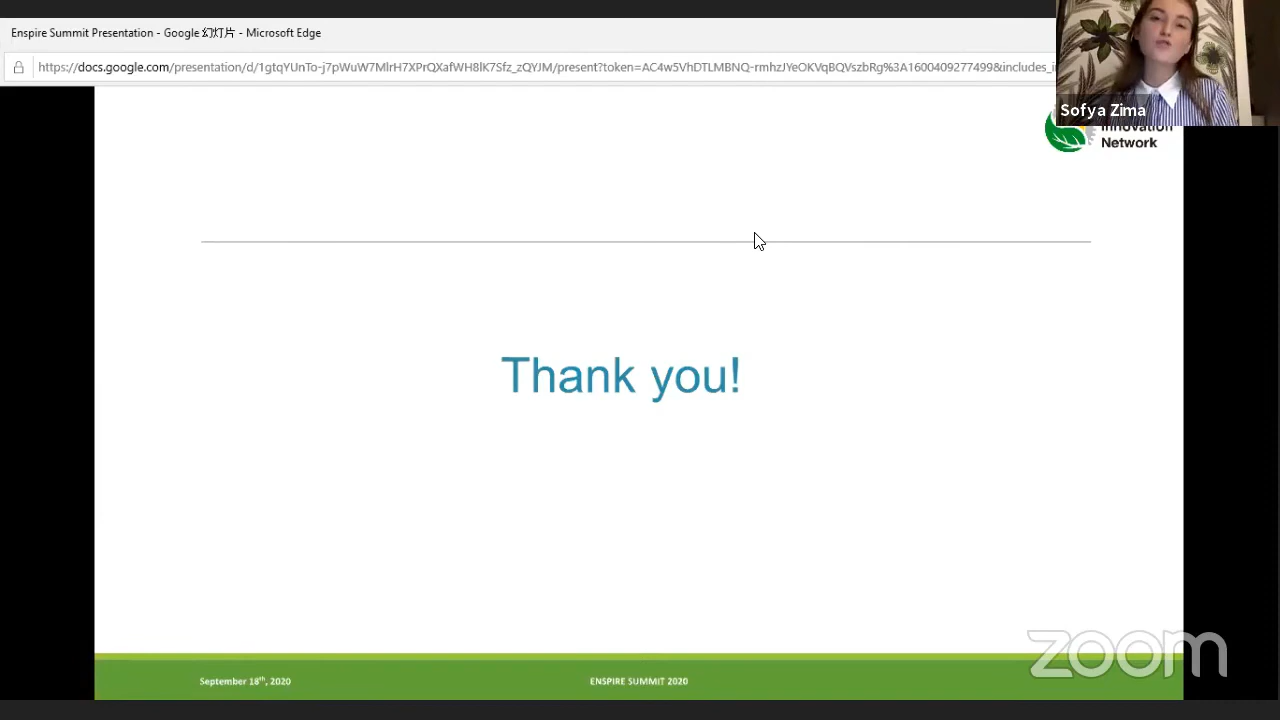 Enspire Summit Presentation - Google 幻灯片 - Microsoft Edge
https://docs.google.com/presentation/d/1gtqYUnTo-j7pWuW7MlrH7XPrQXafWH8lK7Sfz_zQYJM/present?token=AC4w5VhDTLMBNQ-rmhzJYeOKVqBQVszbRg%3A1600409277499&includes_i
Sofya Zima
Innovation
Network
Thank you!
zoom
September 18th, 2020
ENSPIRE SUMMIT 2020